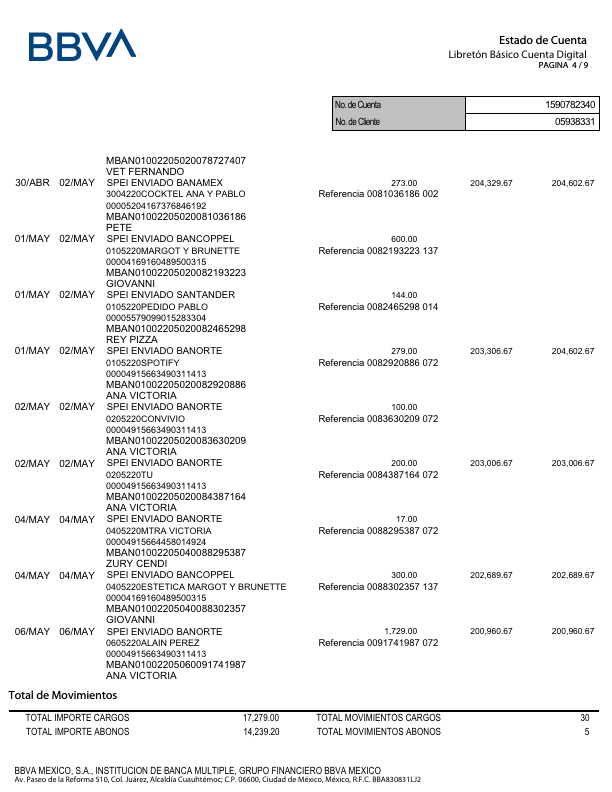 BBVA
Estado de Cuenta
Libretón Básico Cuenta Digital
PAGINA 4 / 9
No. de Cuenta 1590782340
No. de Cliente 05938331
MBAN01002205020078727407
VET FERNANDO
30/ABR 02/MAY SPEI ENVIADO BANAMEX 273.00 204,329.67 204,602.67
3004220COCKTEL ANA Y PABLO Referencia 0081036186 002
00005204167376846192
MBAN01002205020081036186
PETE
01/MAY 02/MAY SPEI ENVIADO BANCOPPEL 600.00
0105220MARGOT Y BRUNETTE Referencia 0082193223 137
00004169160489500315
MBAN01002205020082193223
GIOVANNI
01/MAY 02/MAY SPEI ENVIADO SANTANDER 144.00
0105220PEDIDO PABLO Referencia 0082465298 014
00005579099015283304
MBAN01002205020082465298
REY PIZZA
01/MAY 02/MAY SPEI ENVIADO BANORTE 279.00 203,306.67 204,602.67
0105220SPOTIFY Referencia 0082920886 072
00004915663490311413
MBAN01002205020082920886
ANA VICTORIA
02/MAY 02/MAY SPEI ENVIADO BANORTE 100.00
0205220CONVIVIO Referencia 0083630209 072
00004915663490311413
MBAN01002205020083630209
ANA VICTORIA
02/MAY 02/MAY SPEI ENVIADO BANORTE 200.00 203,006.67 203,006.67
0205220TU Referencia 0084387164 072
00004915663490311413
MBAN01002205020084387164
ANA VICTORIA
04/MAY 04/MAY SPEI ENVIADO BANORTE 17.00
0405220MTRA VICTORIA Referencia 0088295387 072
00004915664458014924
MBAN01002205040088295387
ZURY CENDI
04/MAY 04/MAY SPEI ENVIADO BANCOPPEL 300.00 202,689.67 202,689.67
0405220ESTETICA MARGOT Y BRUNETTE Referencia 0088302357 137
00004169160489500315
MBAN01002205040088302357
GIOVANNI
06/MAY 06/MAY SPEI ENVIADO BANORTE 1,729.00 200,960.67 200,960.67
0605220ALAIN PEREZ Referencia 0091741987 072
00004915663490311413
MBAN01002205060091741987
ANA VICTORIA
Total de Movimientos
TOTAL IMPORTE CARGOS 17,279.00 TOTAL MOVIMIENTOS CARGOS 30
TOTAL IMPORTE ABONOS 14,239.20 TOTAL MOVIMIENTOS ABONOS 5
BBVA MEXICO, S.A., INSTITUCION DE BANCA MULTIPLE, GRUPO FINANCIERO BBVA MEXICO
Av. Paseo de la Reforma 510, Col. Juárez, Alcaldía Cuauhtémoc; C.P. 06600, Ciudad de México, México, R.F.C. BBA830831LJ2